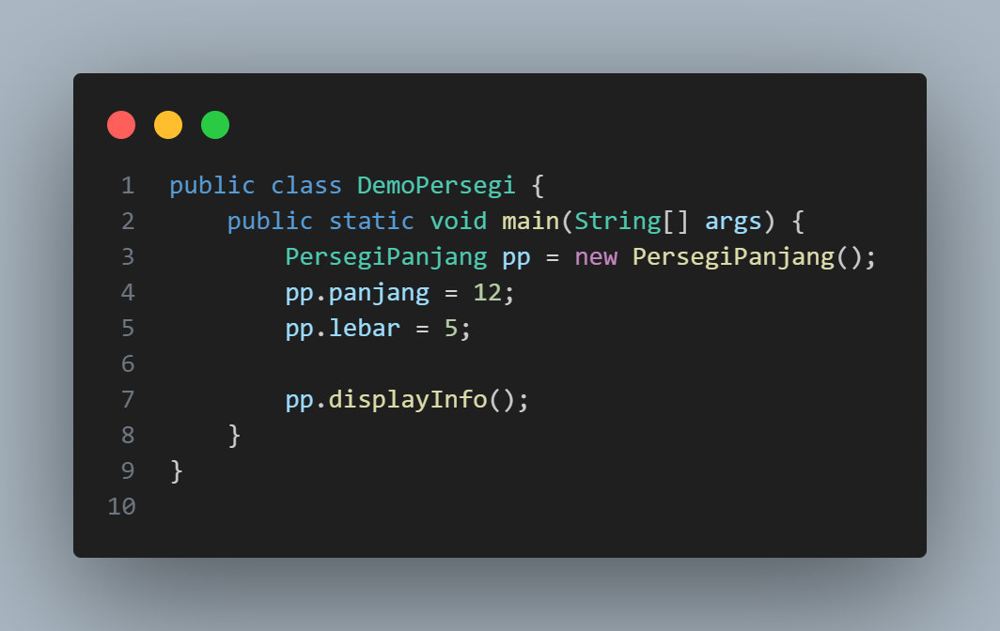 1 public class DemoPersegi {
2     public static void main(String[] args) {
3         PersegiPanjang pp = new PersegiPanjang();
4         pp.panjang = 12;
5         pp.lebar = 5;
6
7         pp.displayInfo();
8     }
9 }
10